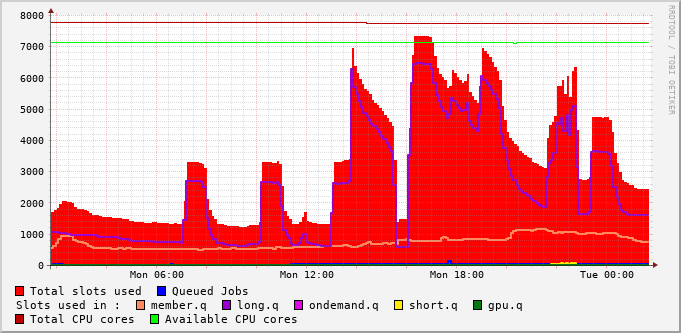 8000
7000
6000
5000
4000
3000
2000
1000
0
Mon 06:00 Mon 12:00 Mon 18:00 Tue 00:00
RRDTOOL / TOBI OETIKER
Total slots used Queued Jobs
Slots used in : member.q long.q ondemand.q short.q gpu.q
Total CPU cores Available CPU cores